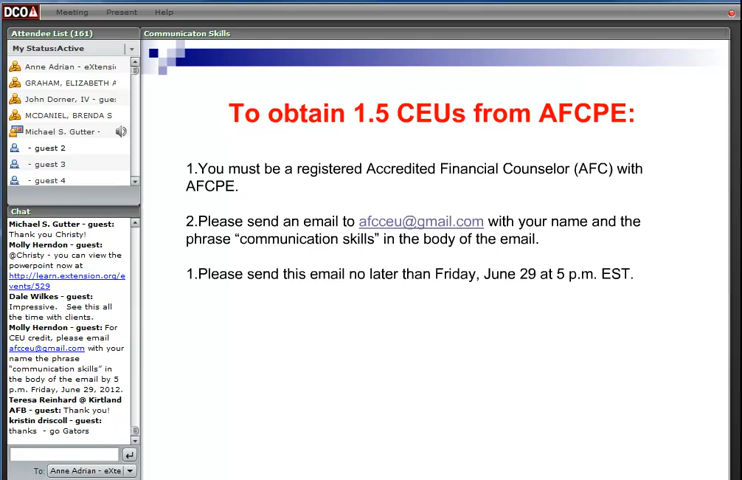 DCO Meeting Present Help
Attendee List (161)
My Status:Active
Anne Adrian - eXtensi
GRAHAM, ELIZABETH A
John Dorner, IV - gue:
MCDANIEL, BRENDA S
Michael S. Gutter -
- guest 2
- guest 3
- guest 4
Chat
Michael S. Gutter - guest:
Thank you Christy!
Molly Herndon - guest:
@Christy - you can view the
powerpoint now at
http://learn.extension.org/e
vents/529
Dale Wilkes - guest:
Impressive. See this all
the time with clients.
Molly Herndon - guest: For
CEU credit, please email
afcceu@gmail.com with your
name the phrase
"communication skills" in
the body of the email by 5
p.m. Friday, June 29, 2012.
Teresa Reinhard @ Kirtland
AFB - guest: Thank you!
kristin driscoll - guest:
thanks - go Gators
To: Anne Adrian - eXte
Communicaton Skills
To obtain 1.5 CEUs from AFCPE:
1.You must be a registered Accredited Financial Counselor (AFC) with
AFCPE.
2.Please send an email to afcceu@gmail.com with your name and the
phrase “communication skills” in the body of the email.
1.Please send this email no later than Friday, June 29 at 5 p.m. EST.